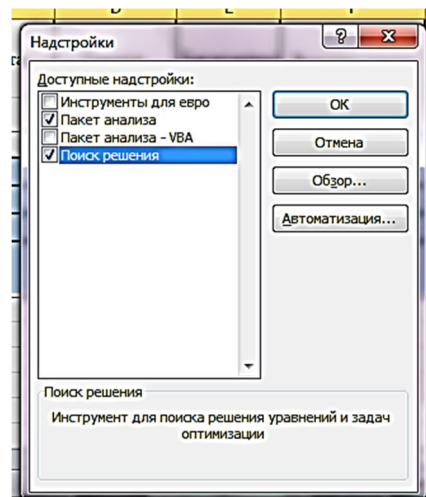 Надстройки
Доступные надстройки:
Инструменты для евро
Пакет анализа
Пакет анализа - VBA
Поиск решения
ОК
Отмена
Обзор...
Автоматизация...
Поиск решения
Инструмент для поиска решения уравнений и задач
оптимизации